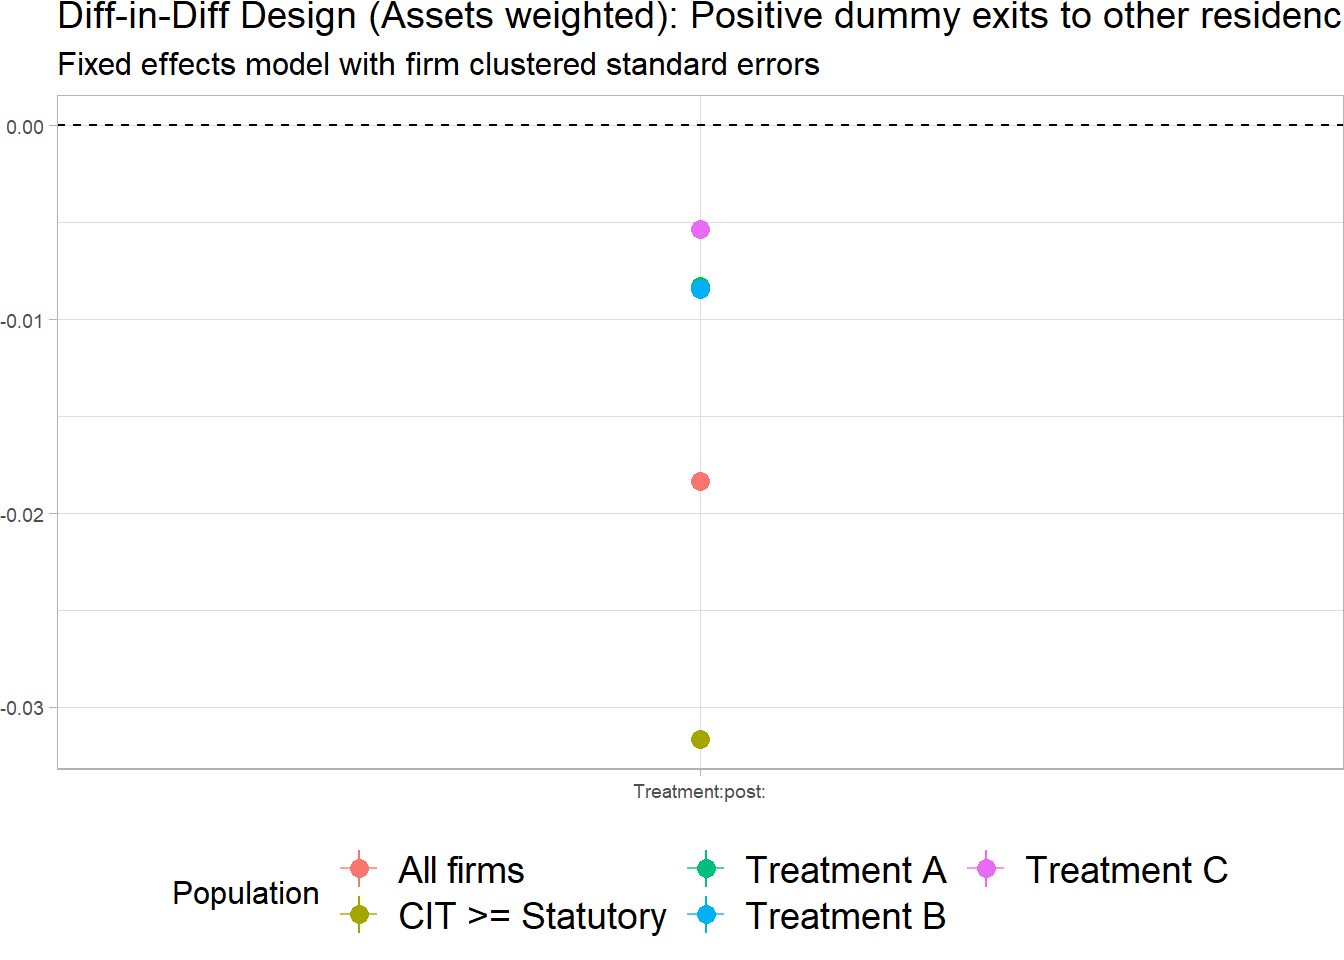 Diff-in-Diff Design (Assets weighted): Positive dummy exits to other residenc
Fixed effects model with firm clustered standard errors
0.00
-0.01
-0.02
-0.03
Treatment:post:
Population
All firms
CIT >= Statutory
Treatment A
Treatment B
Treatment C